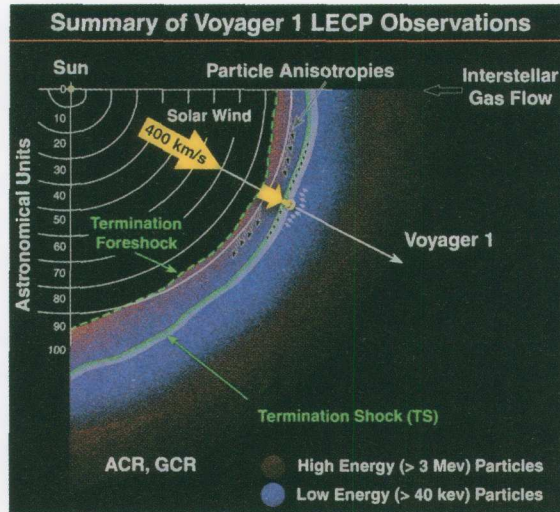 Summary of Voyager 1 LECP Observations
Sun
Particle Anisotropies
Interstellar
Gas Flow
0
10
20
30
40
50
60
70
80
90
100
Astronomical Units
Solar Wind
400 km/s
Termination
Foreshock
Voyager 1
Termination Shock (TS)
ACR, GCR
High Energy (> 3 Mev) Particles
Low Energy (> 40 kev) Particles